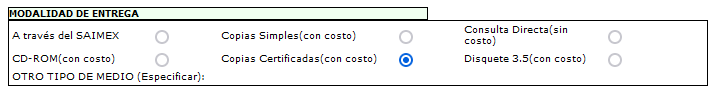 MODALIDAD DE ENTREGA
A través del SAIMEX
Copias Simples(con costo)
Consulta Directa(sin
costo)
CD-ROM(con costo)
Copias Certificadas(con costo)
Disquete 3.5(con costo)
OTRO TIPO DE MEDIO (Especificar):